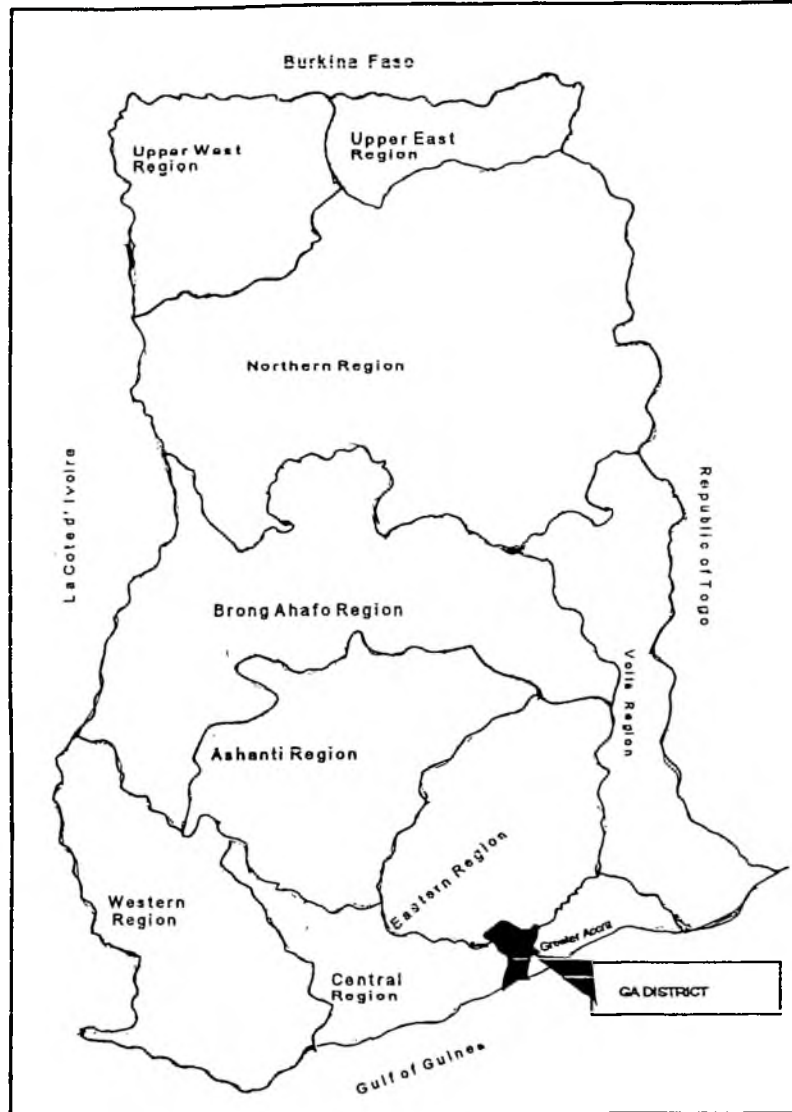 Burkina Faso
Upper West
Region
Upper East
Region
Northern Region
La Cote d' Ivoire
Republic of Togo
Brong Ahafo Region
Volta Region
Ashanti Region
Eastern Region
Western
Region
Greater Accra
Central
Region
GA DISTRICT
Gulf of Guinea